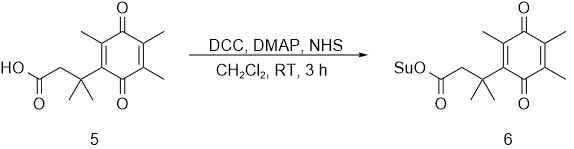 O
HO
O
O
DCC, DMAP, NHS
CH₂Cl₂, RT, 3 h
O
SuO
O
O
5
6